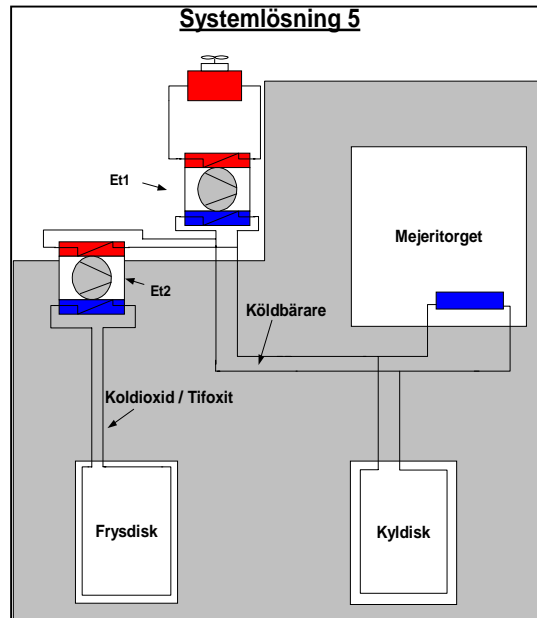 Systemlösning 5
Et1
Mejeritorget
Et2
Köldbärare
Koldioxid / Tifoxit
Frysdisk
Kyldisk